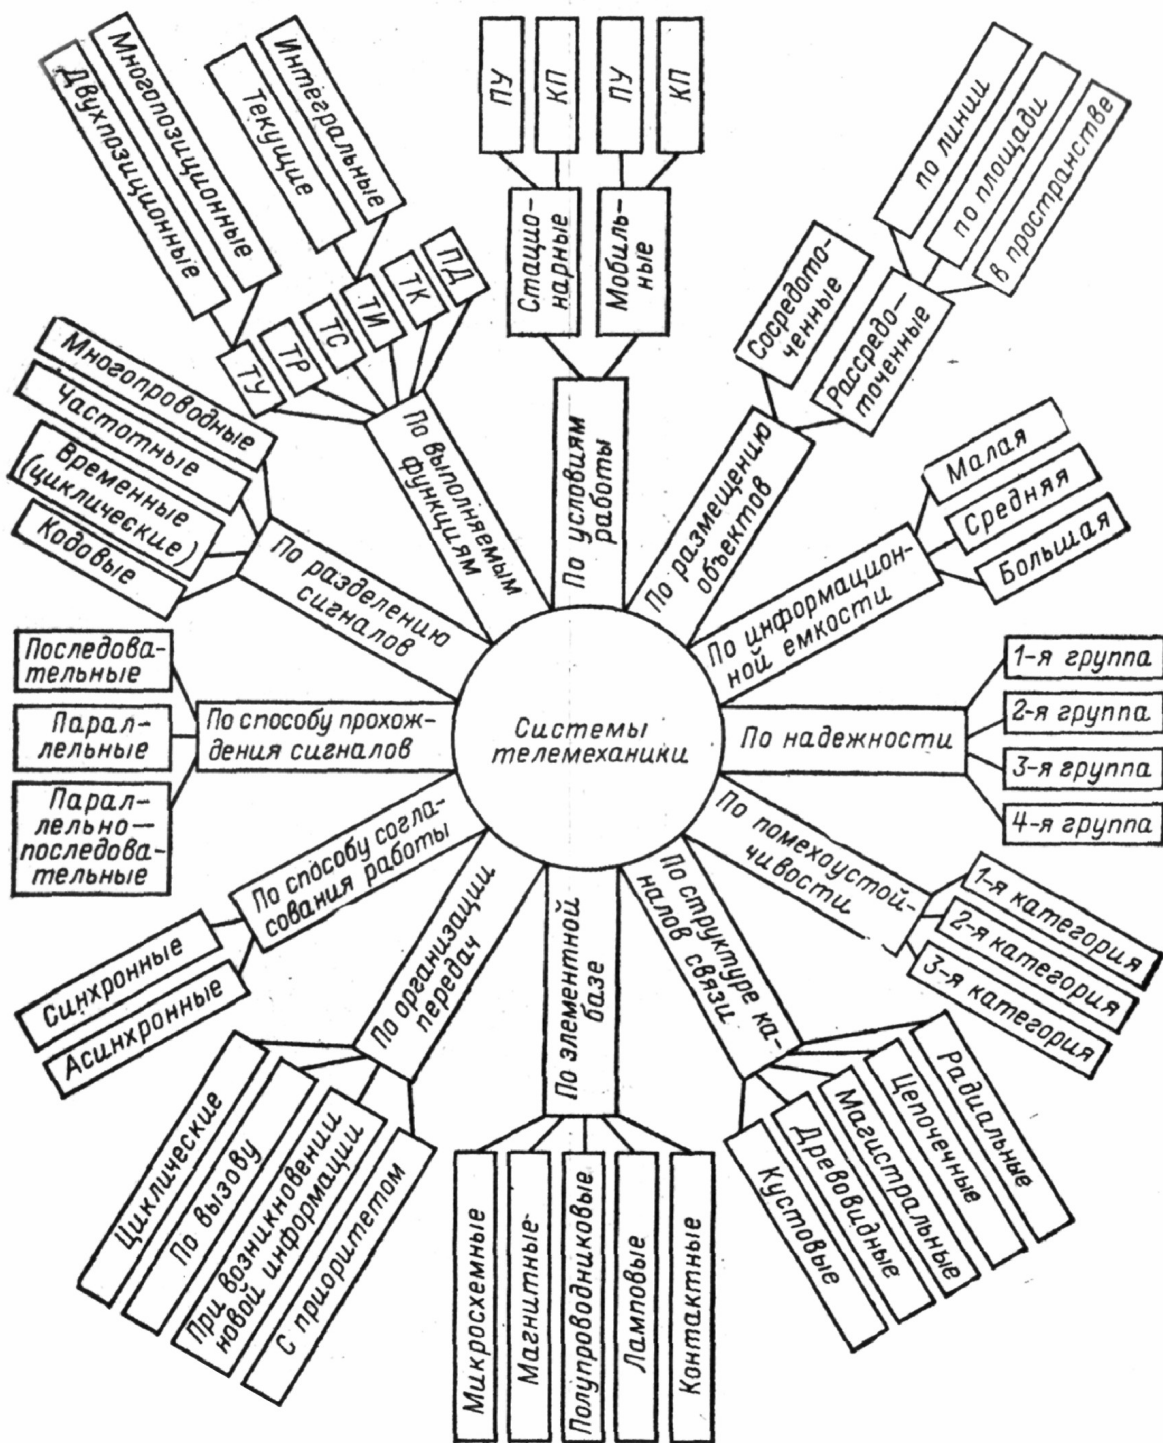 Системы
телемеханики
По условиям
работы
Стацио-
нарные
ПУ
КП
Мобиль-
ные
ПУ
КП
По размещению
объектов
Сосредото-
ченные
Рассредо-
точенные
по линии
по площади
в пространстве
По информацион-
ной емкости
Малая
Средняя
Большая
По надежности
1-я группа
2-я группа
3-я группа
4-я группа
По помехоустой-
чивости
1-я категория
2-я категория
3-я категория
По структуре ка-
налов связи
Радиальные
Цепочечные
Магистральные
Древовидные
Кустовые
По элементной
базе
Микросхемные
Магнитные
Полупроводниковые
Ламповые
Контактные
По организации
передач
Циклические
По вызову
При возникновении
новой информации
С приоритетом
По способу согла-
сования работы
Синхронные
Асинхронные
По способу прохож-
дения сигналов
Последова-
тельные
Парал-
лельные
Парал-
лельно-
последова-
тельные
По разделению
сигналов
Многопроводные
Частотные
Временные
(циклические)
Кодовые
По выполняемым
функциям
ТУ
ТР
ТС
ТИ
ТК
ПД
Двухпозиционные
Многопозиционные
Текущие
Интегральные